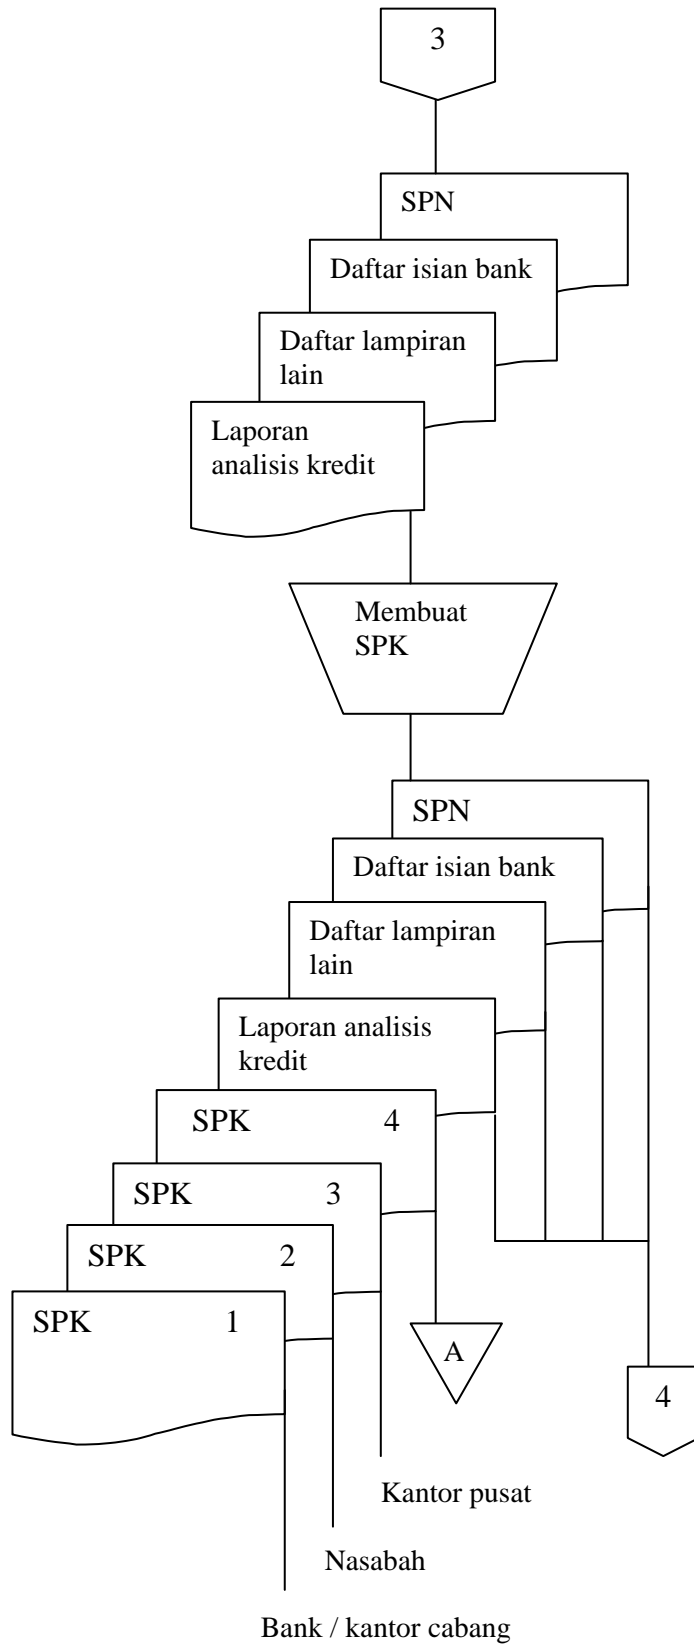 3
SPN
Daftar isian bank
Daftar lampiran
lain
Laporan
analisis kredit
Membuat
SPK
SPN
Daftar isian bank
Daftar lampiran
lain
Laporan analisis
kredit
SPK 4
SPK 3
SPK 2
SPK 1
A
4
Kantor pusat
Nasabah
Bank / kantor cabang